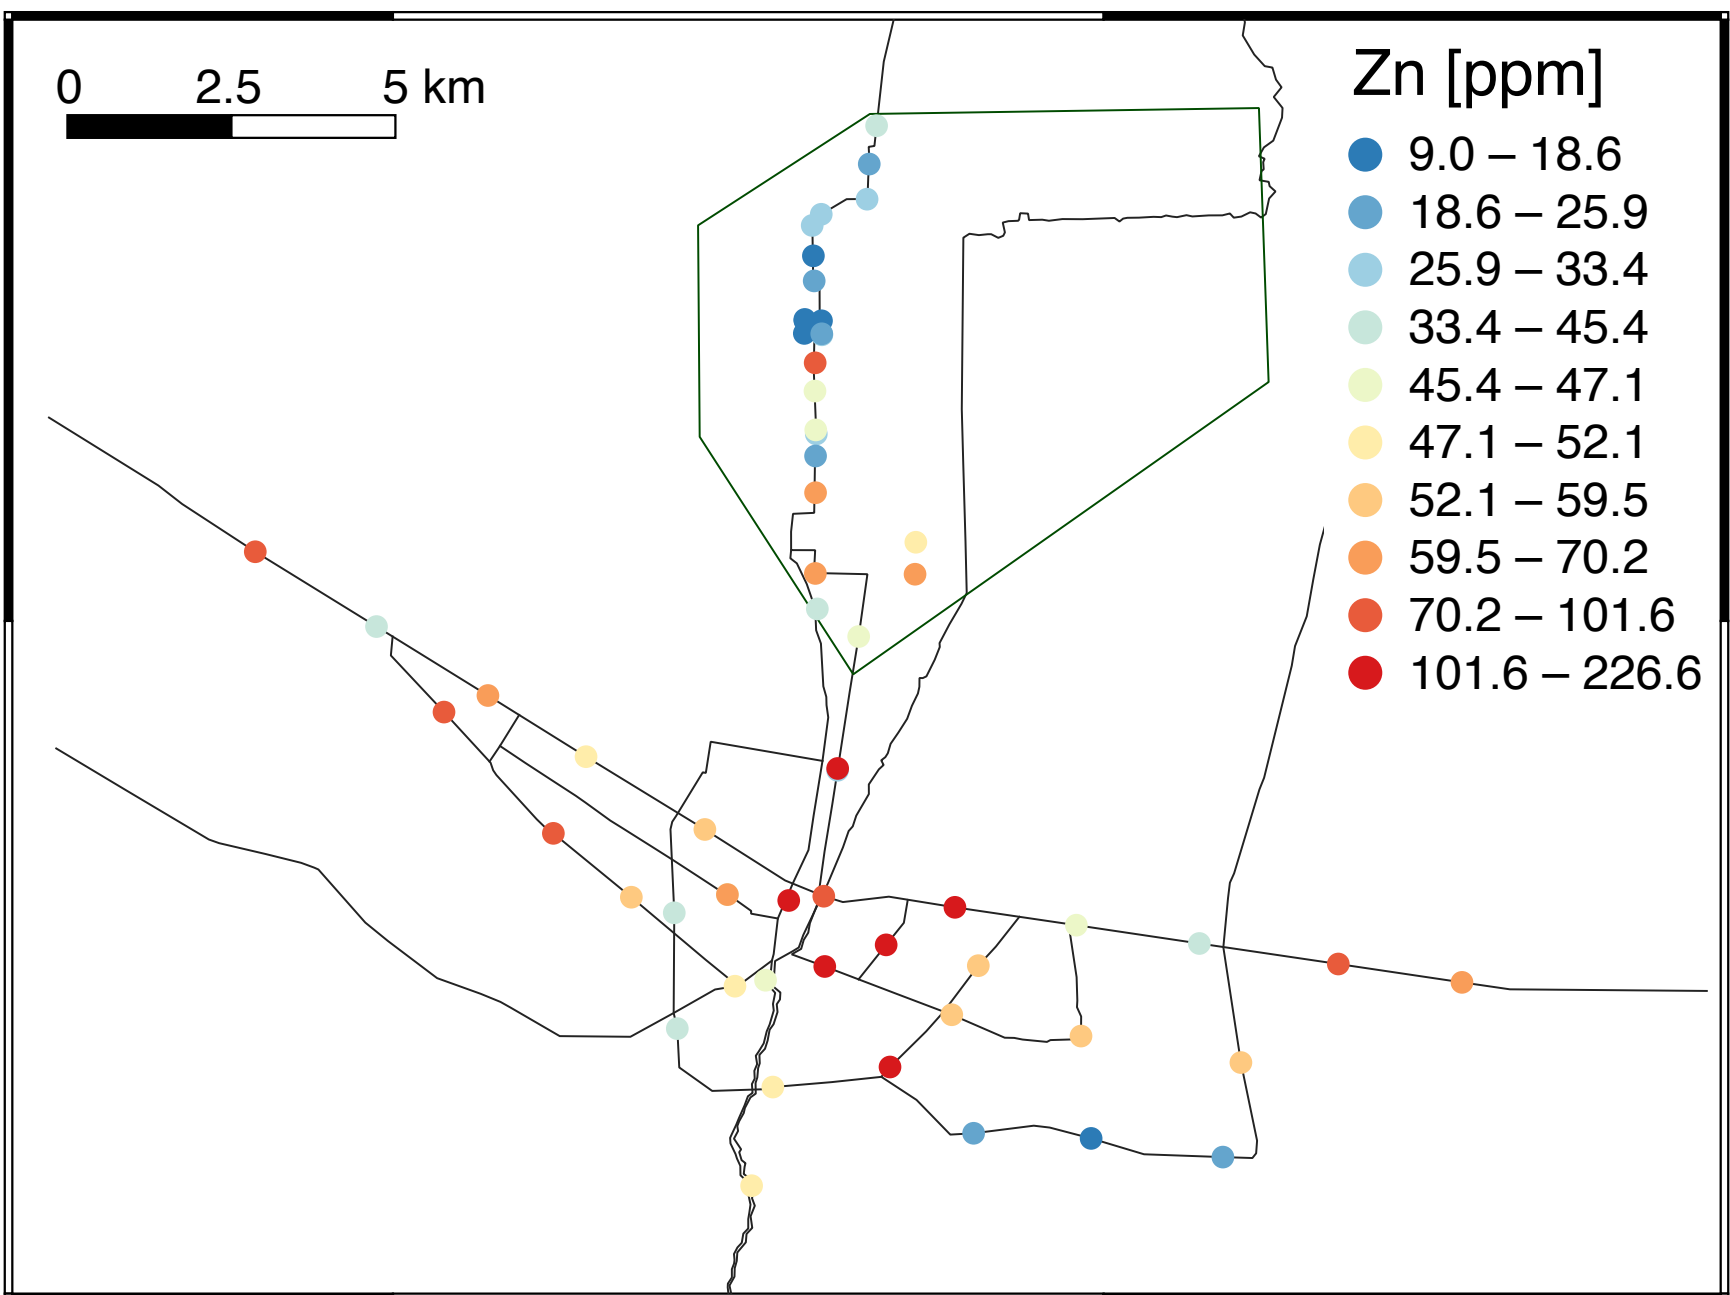 0 2.5 5 km
Zn [ppm]
9.0 – 18.6
18.6 – 25.9
25.9 – 33.4
33.4 – 45.4
45.4 – 47.1
47.1 – 52.1
52.1 – 59.5
59.5 – 70.2
70.2 – 101.6
101.6 – 226.6